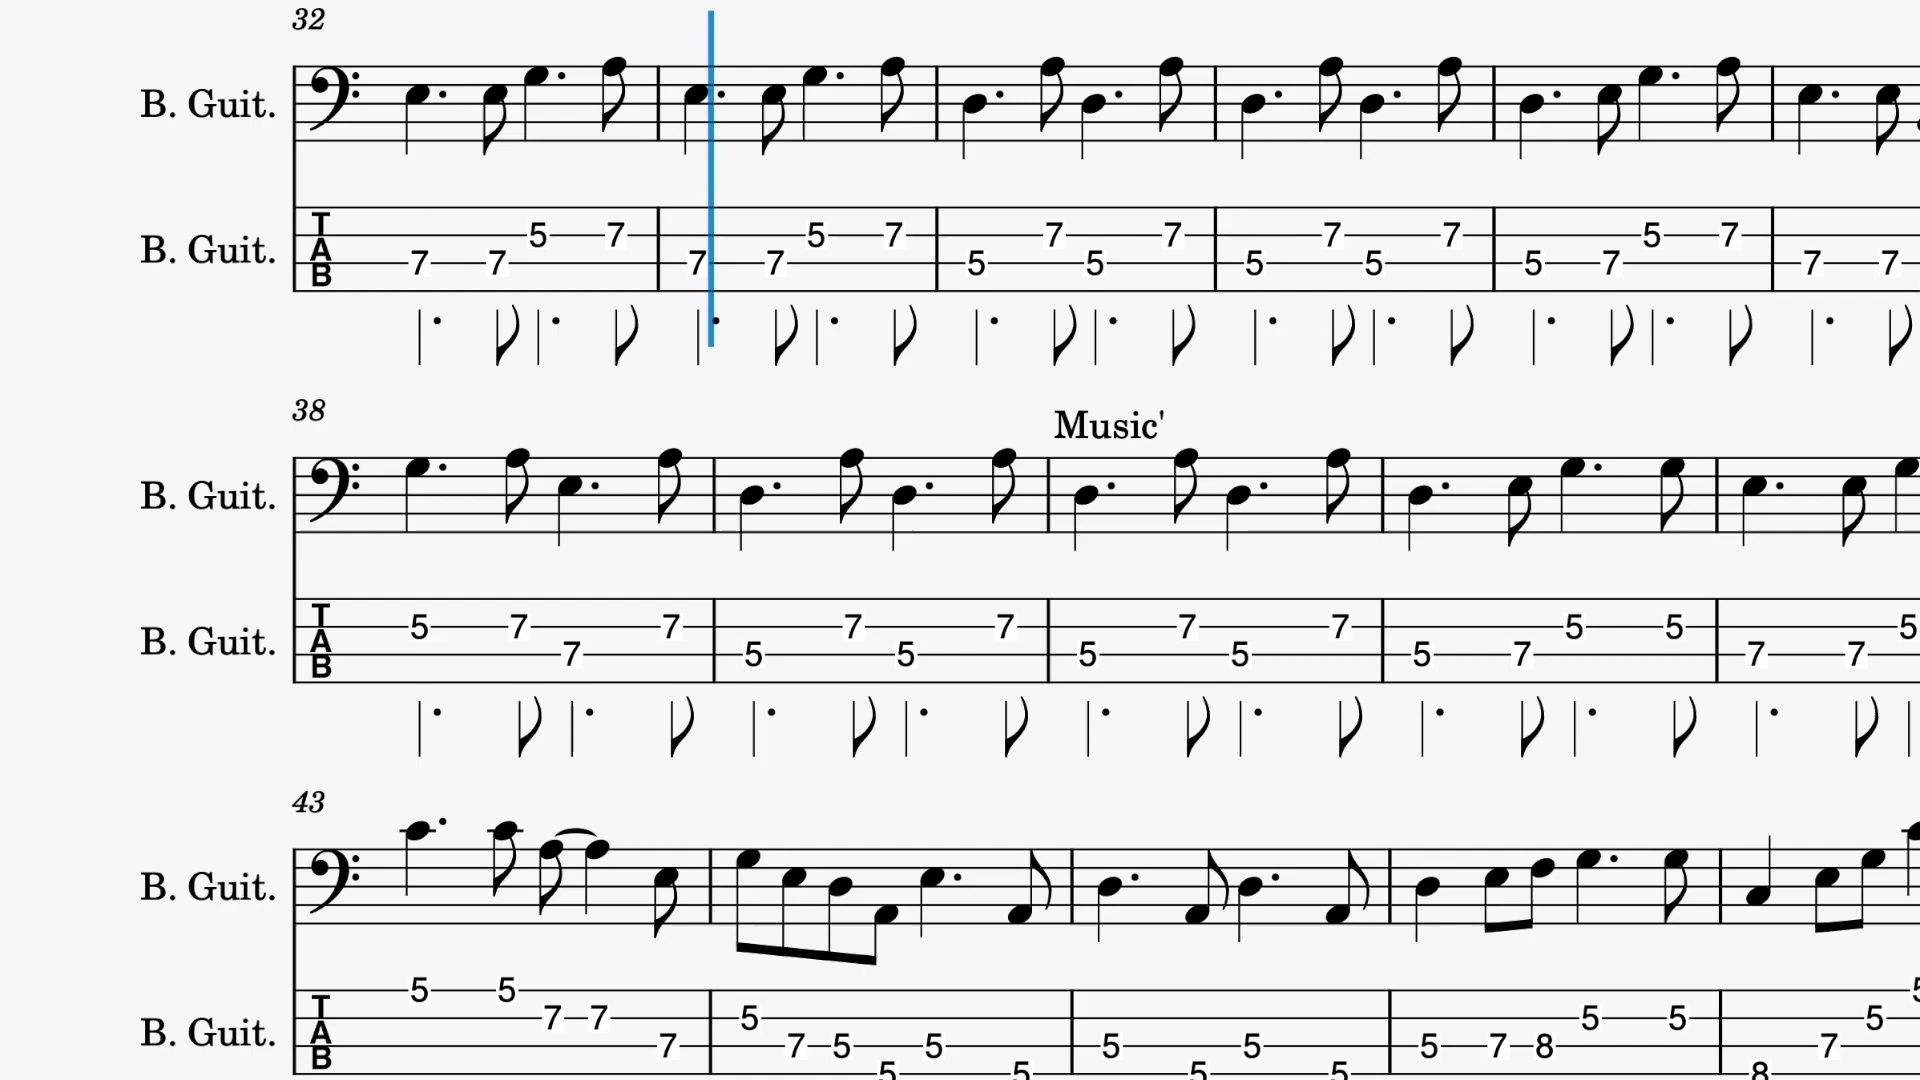 32
B. Guit.
B. Guit.
T A B
7 7 5 7 7 7 5 7 5 7 5 7 5 7 5 7 5 7 5 7 7 7
38
Music'
B. Guit.
B. Guit.
T A B
5 7 7 7 5 7 5 7 5 7 5 7 5 7 5 5 7 7 5
43
B. Guit.
B. Guit.
T A B
5 5 7 7 7 5 7 5 5 5 5 5 5 5 5 5 7 8 5 5 8 7 5 5